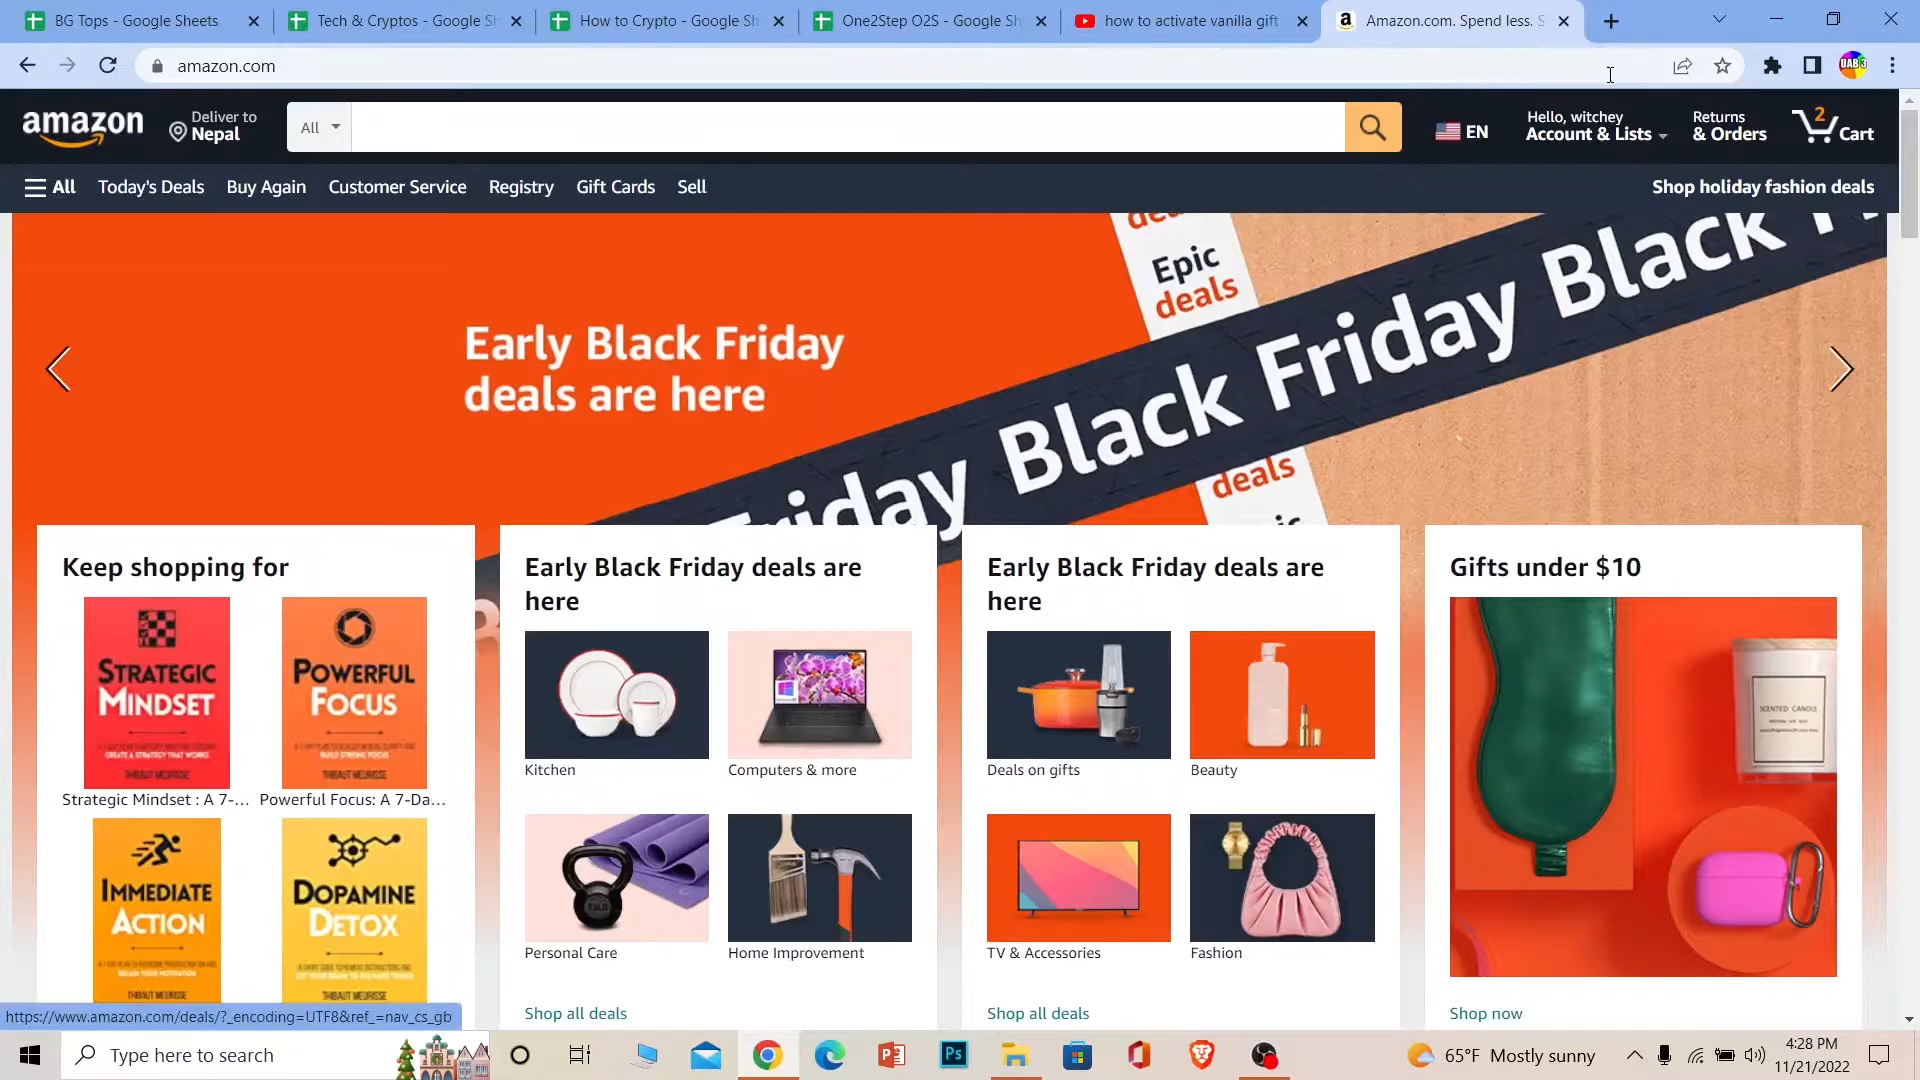 BG Tops - Google Sheets
Tech & Cryptos - Google Sh
How to Crypto - Google Sh
One2Step O2S - Google Sh
how to activate vanilla gift
Amazon.com. Spend less. S
amazon.com
UAB 3
amazon
Deliver to
Nepal
All
EN
Hello, witchey
Account & Lists
Returns
& Orders
2
Cart
All
Today's Deals
Buy Again
Customer Service
Registry
Gift Cards
Sell
Shop holiday fashion deals
Early Black Friday
deals are here
Epic
deals
Friday Black Friday Black
deals
Keep shopping for
STRATEGIC
MINDSET
CREATE A STRATEGY THAT WORKS
THIBAUT MEURISSE
Strategic Mindset : A 7-...
POWERFUL
FOCUS
BUILD STRONG FOCUS
THIBAUT MEURISSE
Powerful Focus: A 7-Da...
IMMEDIATE
ACTION
THIBAUT MEURISSE
DOPAMINE
DETOX
THIBAUT MEURISSE
Early Black Friday deals are
here
Kitchen
Computers & more
Personal Care
Home Improvement
Shop all deals
Early Black Friday deals are
here
Deals on gifts
Beauty
TV & Accessories
Fashion
Shop all deals
Gifts under $10
SCENTED CANDLE
Shop now
https://www.amazon.com/deals/?_encoding=UTF8&ref_=nav_cs_gb
Type here to search
Ps
65°F Mostly sunny
4:28 PM
11/21/2022